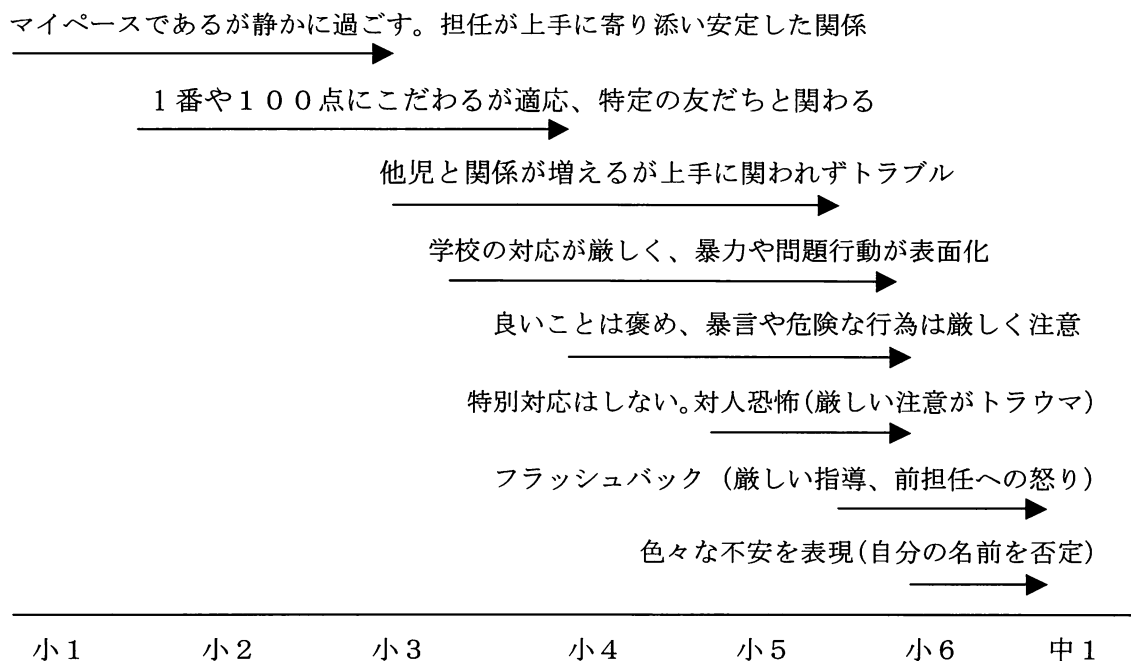 マイペースであるが静かに過ごす。担任が上手に寄り添い安定した関係
１番や１００点にこだわるが適応、特定の友だちと関わる
他児と関係が増えるが上手に関われずトラブル
学校の対応が厳しく、暴力や問題行動が表面化
良いことは褒め、暴言や危険な行為は厳しく注意
特別対応はしない。対人恐怖(厳しい注意がトラウマ)
フラッシュバック（厳しい指導、前担任への怒り）
色々な不安を表現(自分の名前を否定)
小１ 小２ 小３ 小４ 小５ 小６ 中１